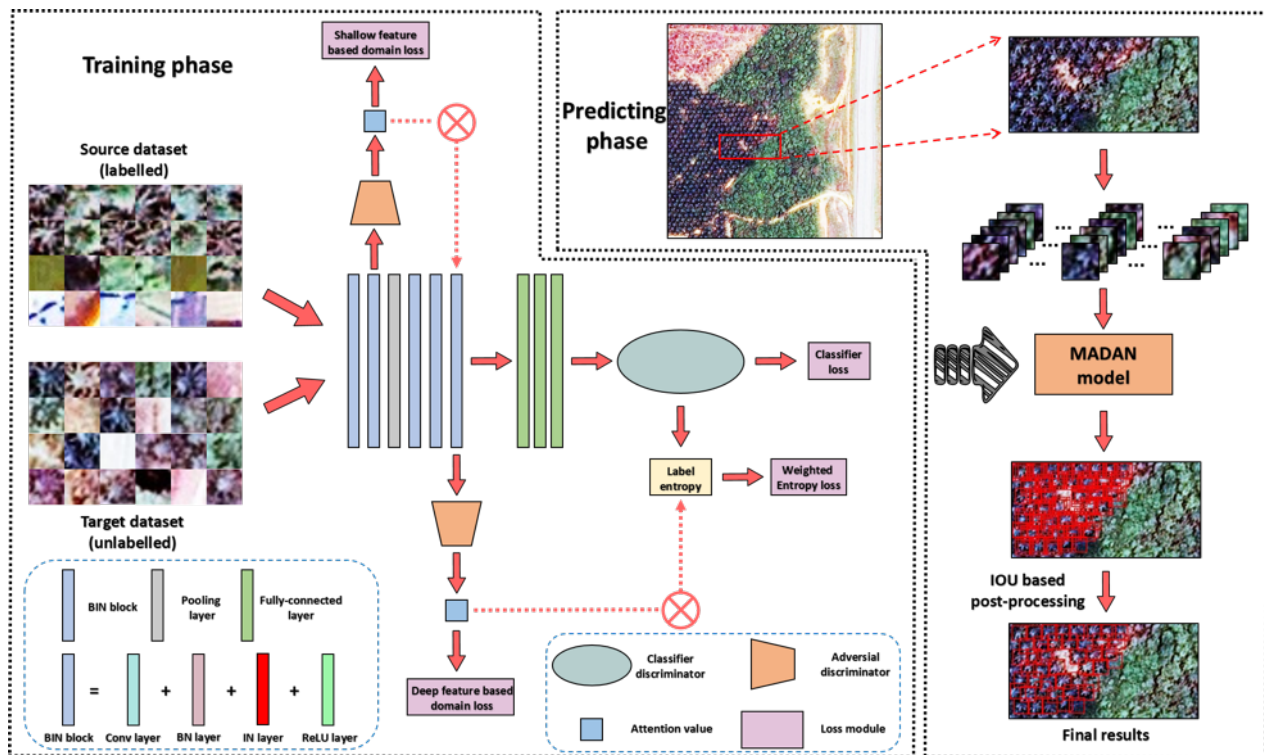 Training phase
Shallow feature
based domain loss
Source dataset
(labelled)
Target dataset
(unlabelled)
Classifier
loss
Label
entropy
Weighted
Entropy loss
Deep feature based
domain loss
BIN block
Pooling
layer
Fully-connected
layer
=
+
+
+
BIN block
Conv layer
BN layer
IN layer
ReLU layer
Classifier
discriminator
Adversial
discriminator
Attention value
Loss module
Predicting
phase
...
...
...
...
MADAN
model
IOU based
post-processing
Final results